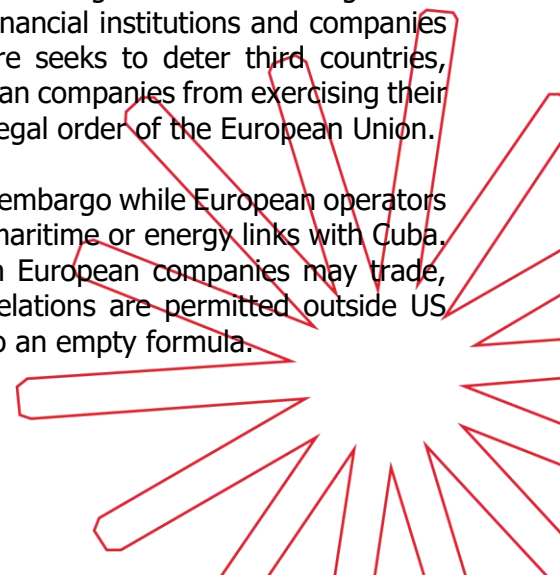 nancial institutions and companies
re seeks to deter third countries,
an companies from exercising their
egal order of the European Union.
embargo while European operators
maritime or energy links with Cuba.
n European companies may trade,
elations are permitted outside US
o an empty formula.